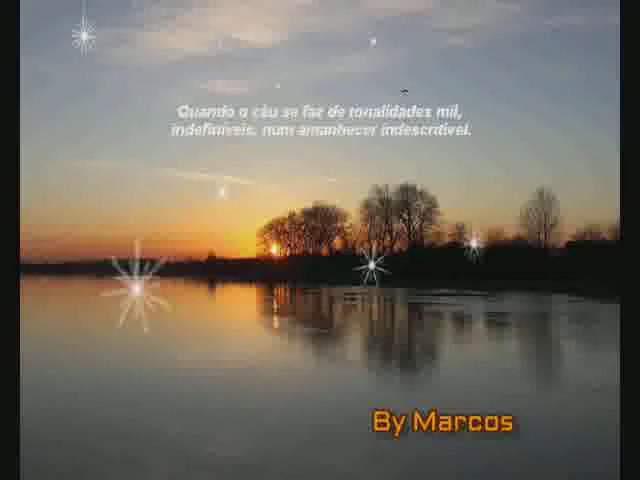 Quando o céu se faz de tonalidades mil,
indefiníveis, num amanhecer indescritível.
By Marcos